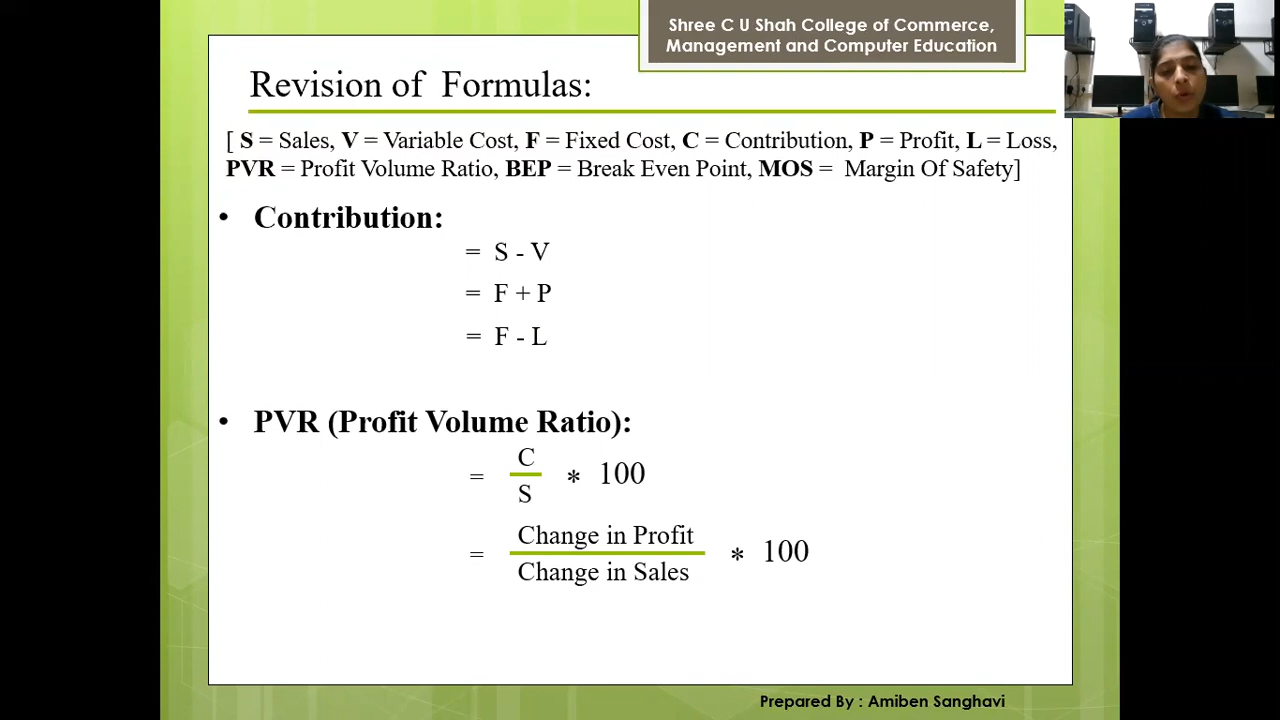 Shree C U Shah College of Commerce,
Management and Computer Education
Revision of Formulas:
[ S = Sales, V = Variable Cost, F = Fixed Cost, C = Contribution, P = Profit, L = Loss,
PVR = Profit Volume Ratio, BEP = Break Even Point, MOS = Margin Of Safety]
• Contribution:
= S - V
= F + P
= F - L
• PVR (Profit Volume Ratio):
C
= * 100
S
Change in Profit
= * 100
Change in Sales
Prepared By : Amiben Sanghavi